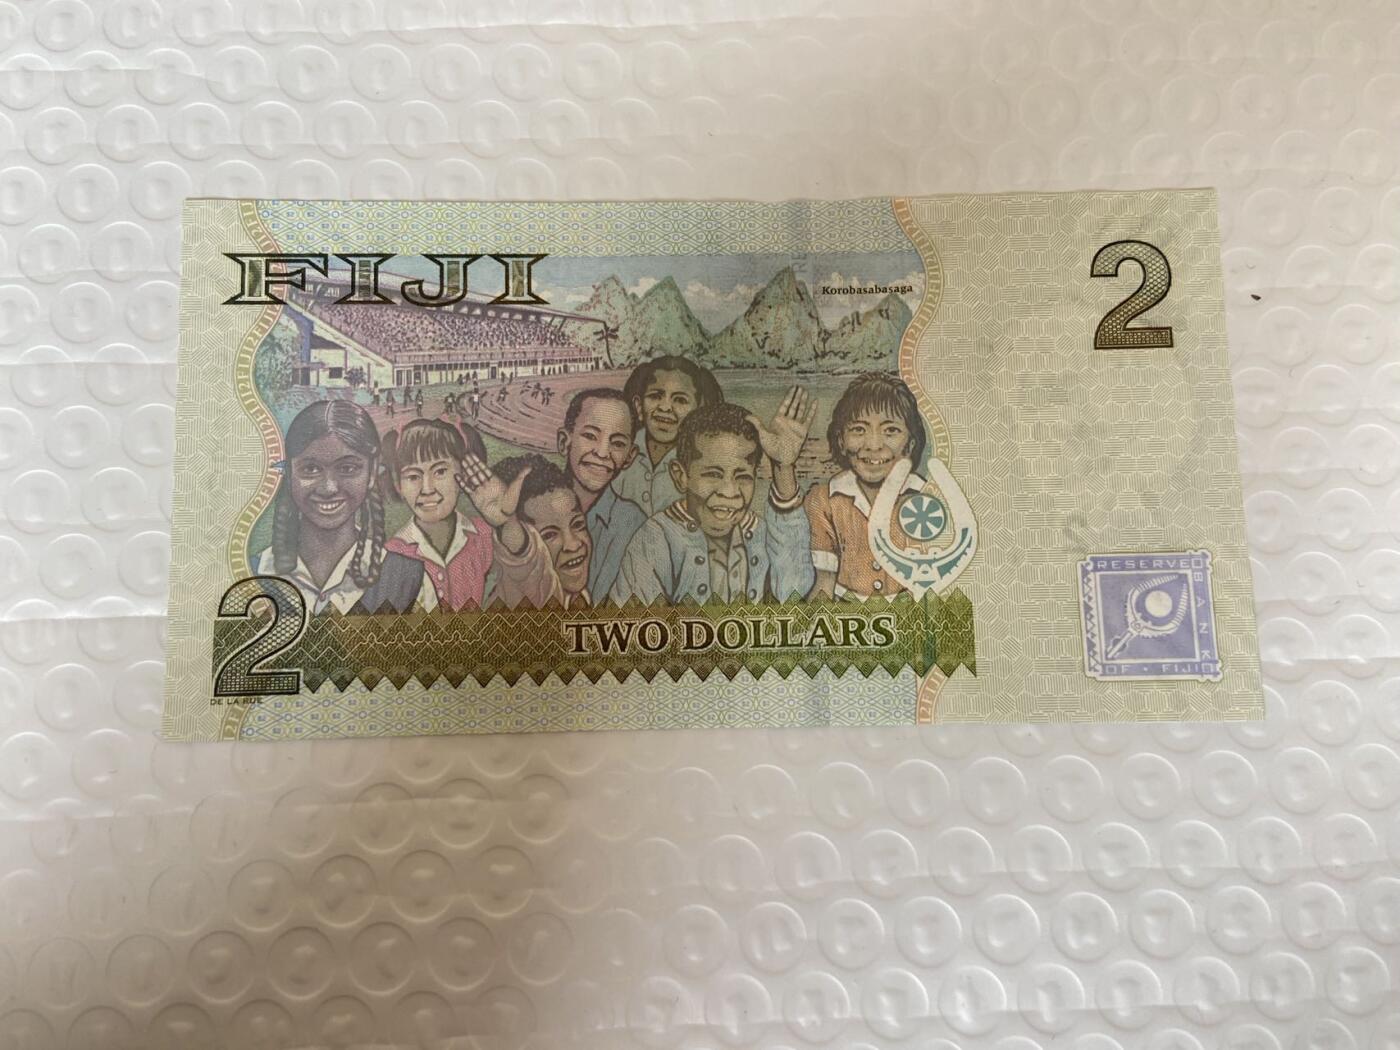 FIJI
Korobasabasaga
2
2
TWO DOLLARS
DE LA RUE
RESERVE
BANK
OF · FIJI